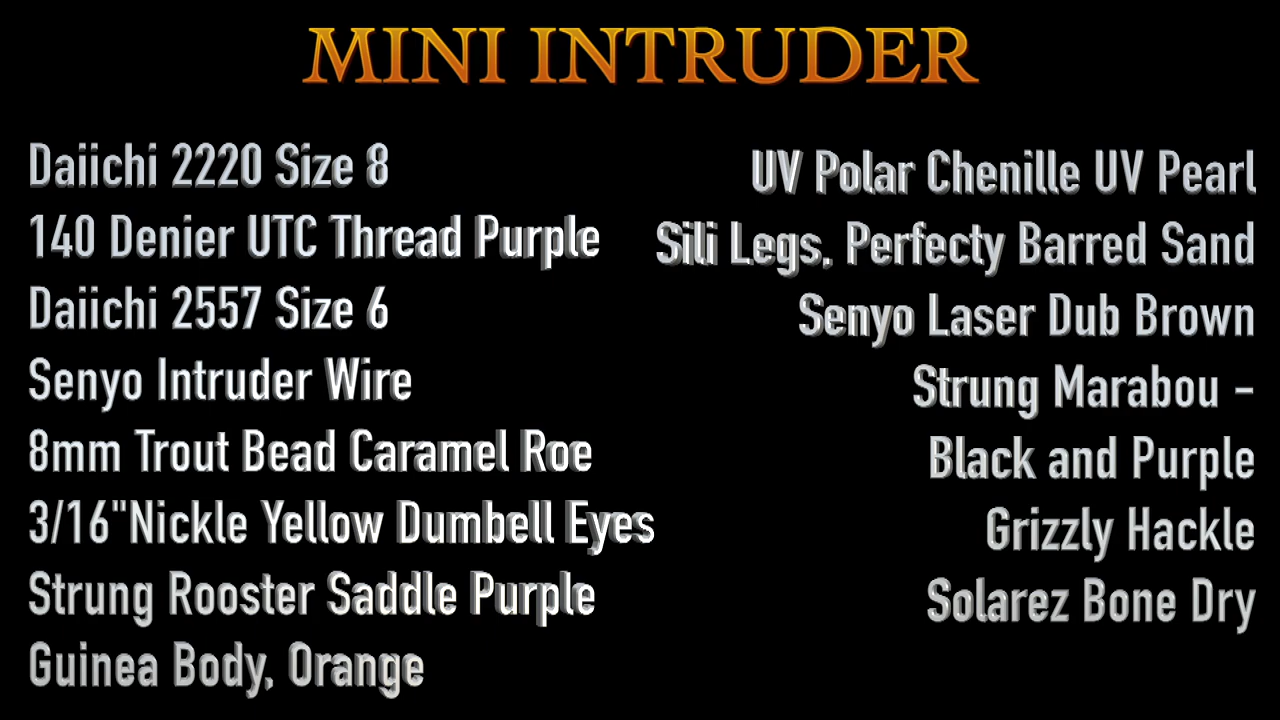 MINI INTRUDER
Daiichi 2220 Size 8
140 Denier UTC Thread Purple
Daiichi 2557 Size 6
Senyo Intruder Wire
8mm Trout Bead Caramel Roe
3/16"Nickle Yellow Dumbell Eyes
Strung Rooster Saddle Purple
Guinea Body, Orange
UV Polar Chenille UV Pearl
Sili Legs, Perfecty Barred Sand
Senyo Laser Dub Brown
Strung Marabou –
Black and Purple
Grizzly Hackle
Solarez Bone Dry